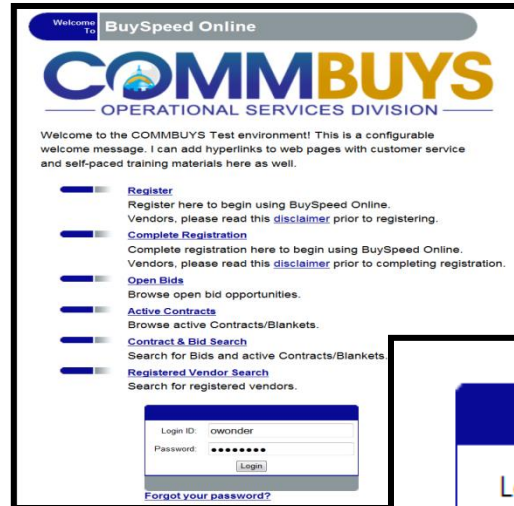 Welcome To BuySpeed Online
COMMBUYS
OPERATIONAL SERVICES DIVISION
Welcome to the COMMBUYS Test environment! This is a configurable
welcome message. I can add hyperlinks to web pages with customer service
and self-paced training materials here as well.
Register
Register here to begin using BuySpeed Online.
Vendors, please read this disclaimer prior to registering.
Complete Registration
Complete registration here to begin using BuySpeed Online.
Vendors, please read this disclaimer prior to completing registration.
Open Bids
Browse open bid opportunities.
Active Contracts
Browse active Contracts/Blankets.
Contract & Bid Search
Search for Bids and active Contracts/Blankets.
Registered Vendor Search
Search for registered vendors.
Login ID: owonder
Password: ●●●●●●●●
Login
Forgot your password?